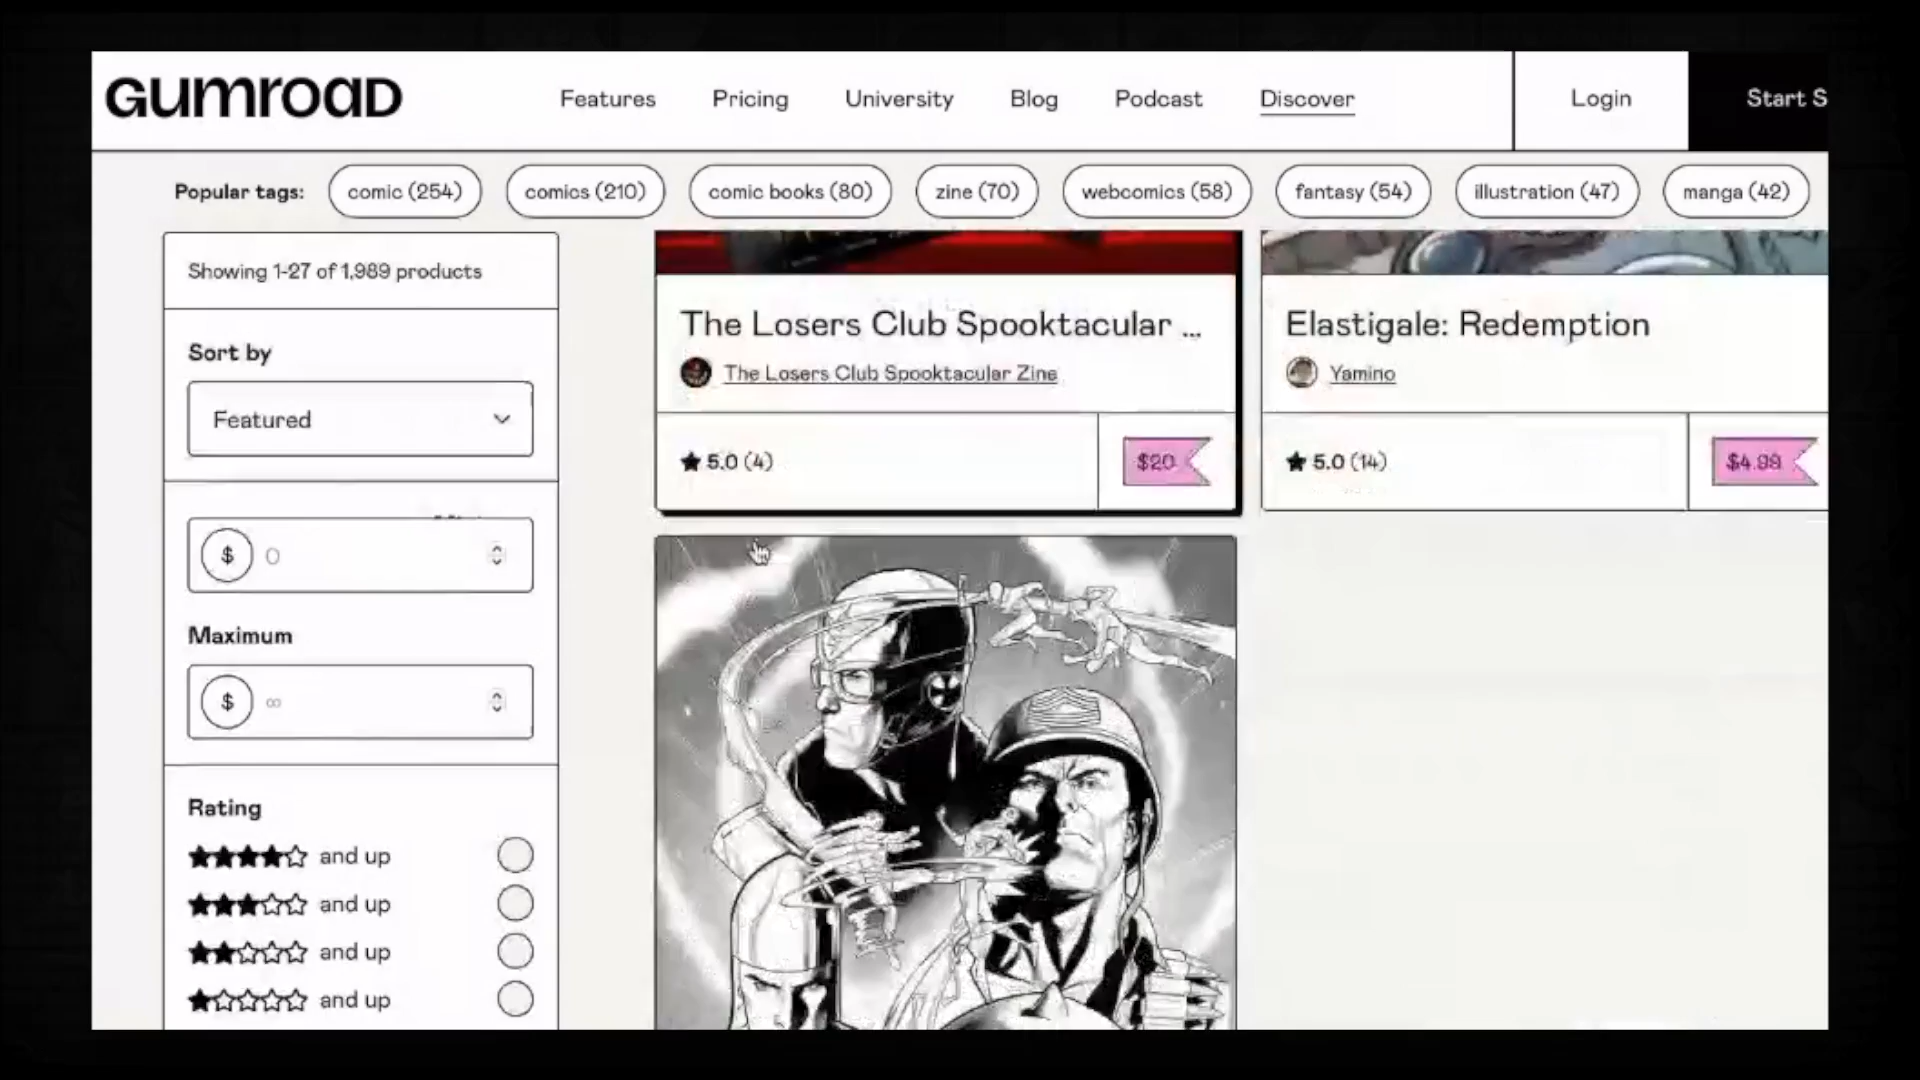 GUMROAD
Features Pricing University Blog Podcast Discover Login Start S
Popular tags: comic (254) comics (210) comic books (80) zine (70) webcomics (58) fantasy (54) illustration (47) manga (42)
Showing 1-27 of 1,989 products
Sort by
Featured
$ 0
Maximum
$ ∞
Rating
and up
and up
and up
and up
The Losers Club Spooktacular ...
The Losers Club Spooktacular Zine
5.0 (4) $20
Elastigale: Redemption
Yamino
5.0 (14) $4.99